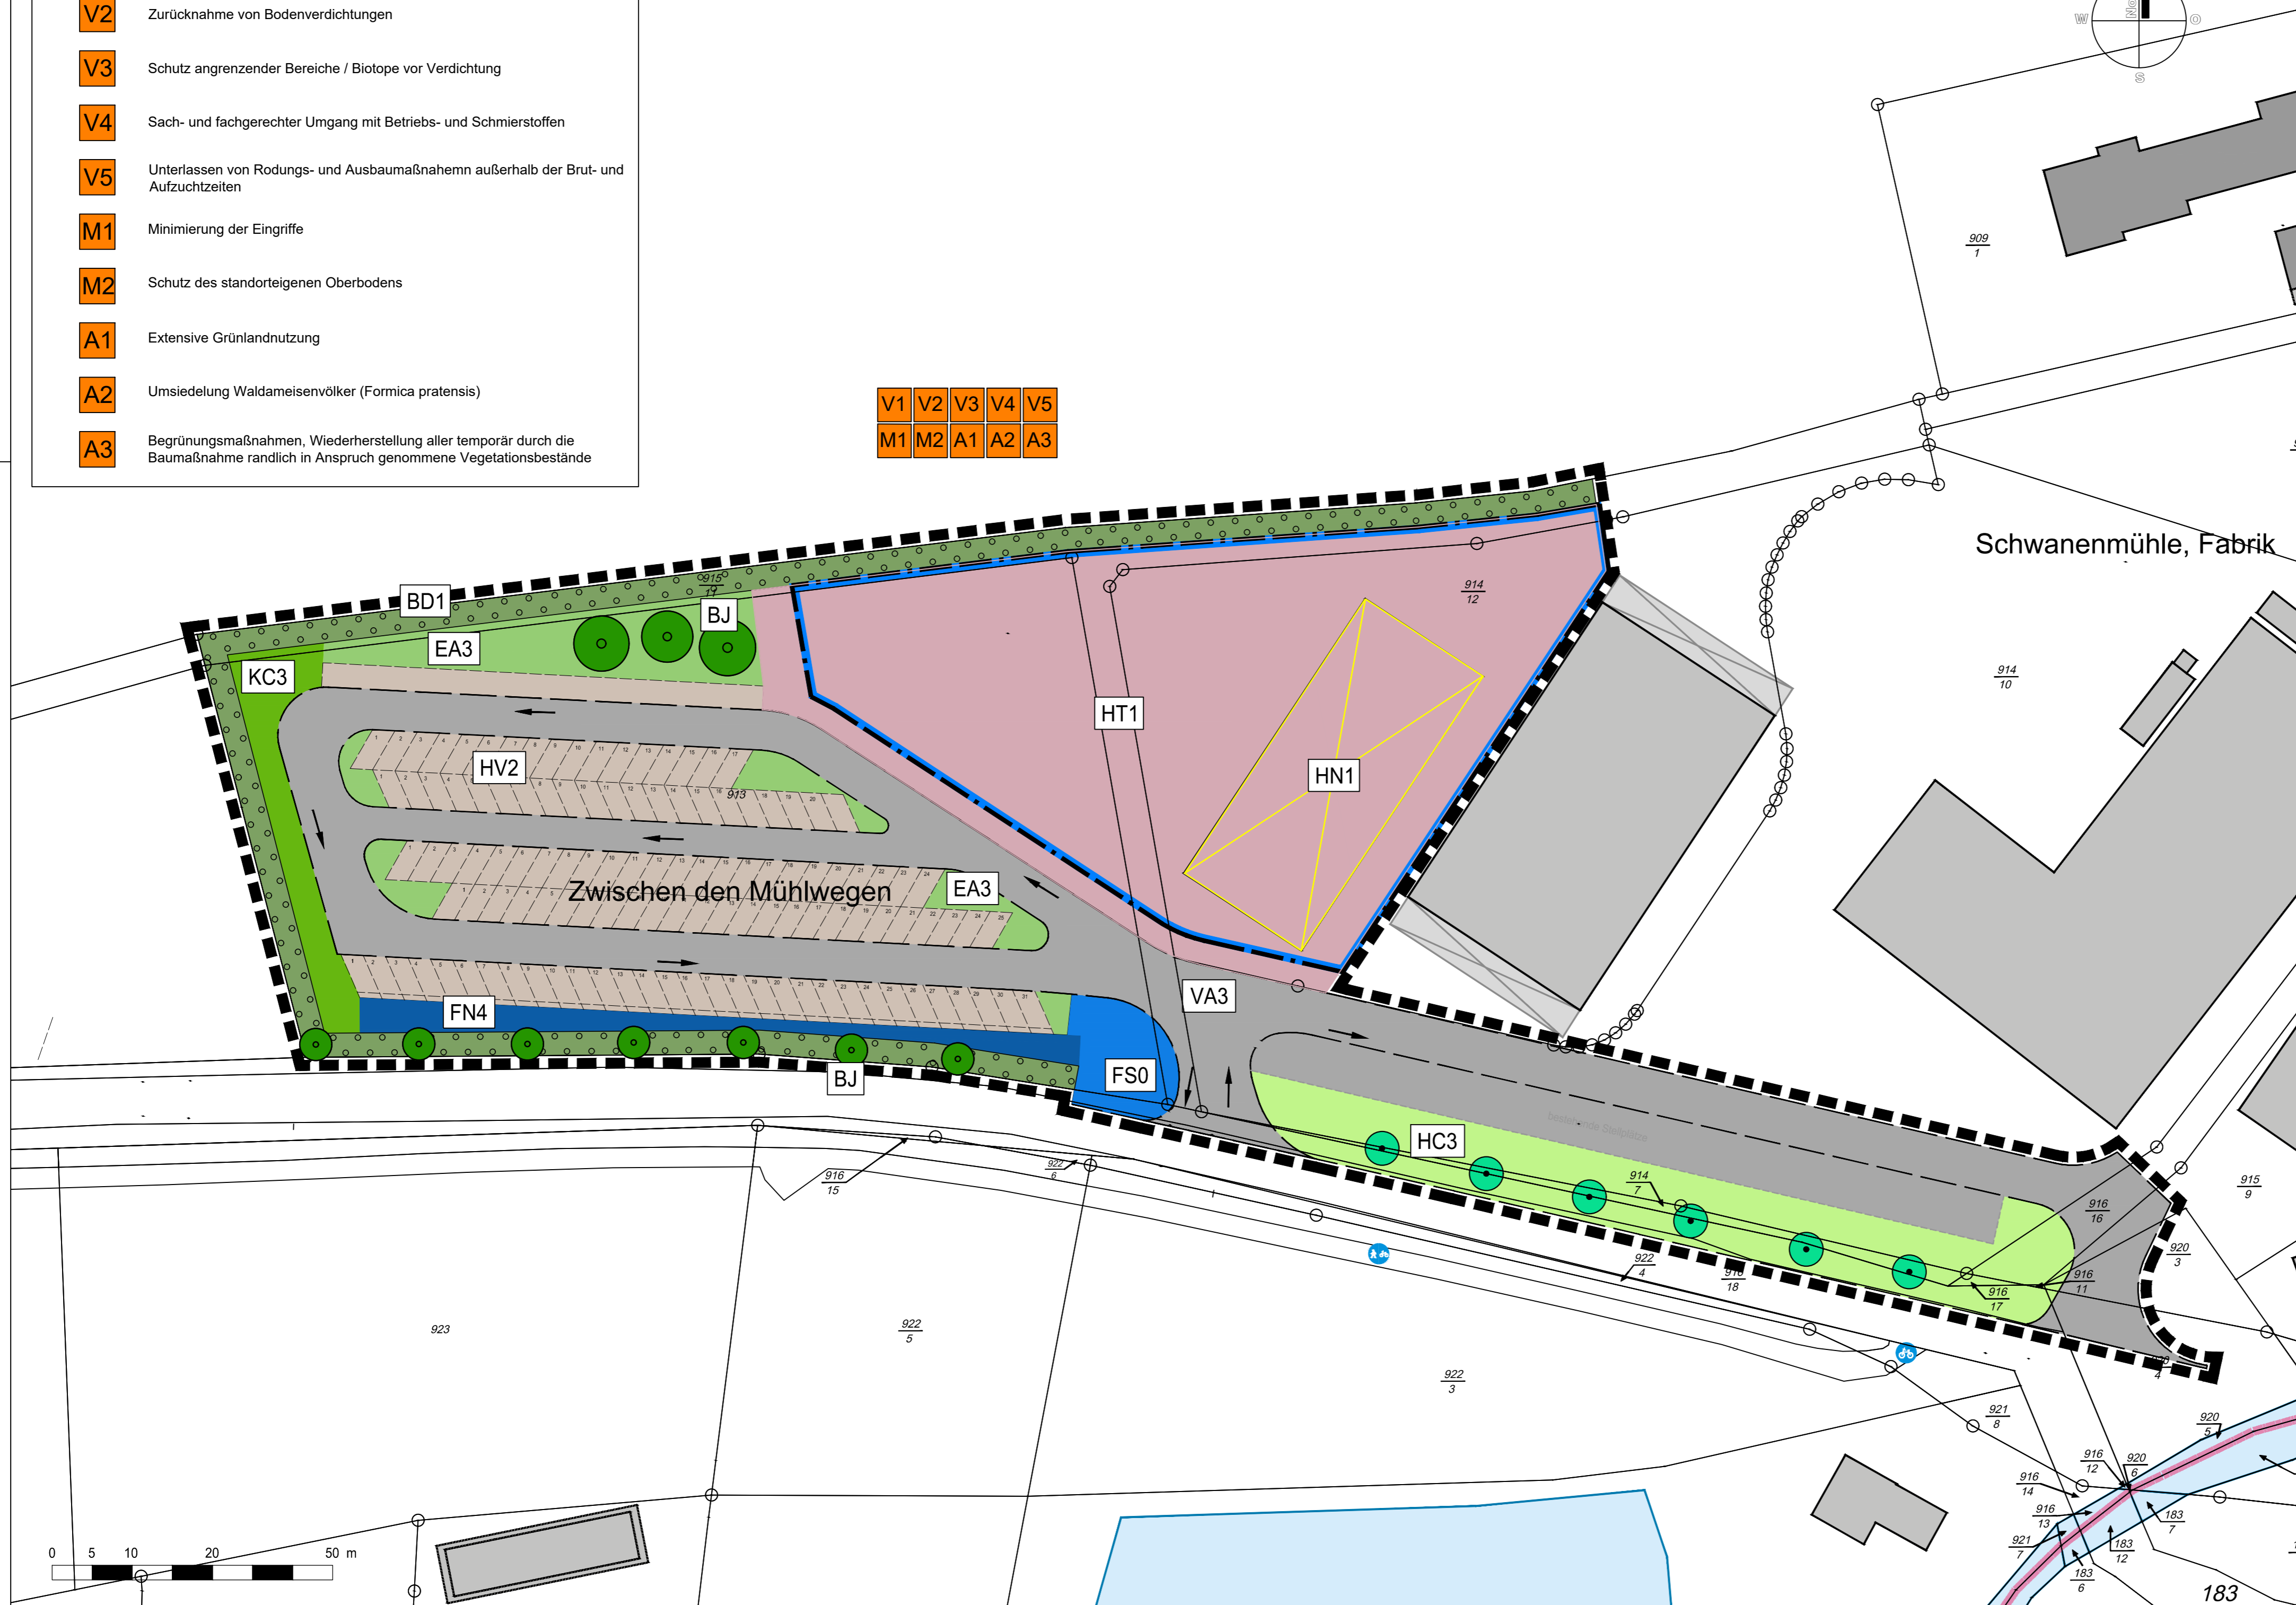 V2 Zurücknahme von Bodenverdichtungen
V3 Schutz angrenzender Bereiche / Biotope vor Verdichtung
V4 Sach- und fachgerechter Umgang mit Betriebs- und Schmierstoffen
V5 Unterlassen von Rodungs- und Ausbaumaßnahemn außerhalb der Brut- und
Aufzuchtzeiten
M1 Minimierung der Eingriffe
M2 Schutz des standorteigenen Oberbodens
A1 Extensive Grünlandnutzung
A2 Umsiedelung Waldameisenvölker (Formica pratensis)
A3 Begrünungsmaßnahmen, Wiederherstellung aller temporär durch die
Baumaßnahme randlich in Anspruch genommene Vegetationsbestände
W O
S
V1 V2 V3 V4 V5
M1 M2 A1 A2 A3
909
1
Schwanenmühle, Fabrik
914
10
914
12
915
BD1
BJ
EA3
KC3
HT1
HV2
HN1
913
Zwischen den Mühlwegen
EA3
FN4
VA3
BJ
FS0
HC3
bestehende Stellplätze
916
15
922
6
914
7
922
4
18
916
17
916
11
916
16
915
9
920
3
4
923
922
5
922
3
921
8
920
5
916
12
920
6
916
14
916
13
921
7
183
7
183
12
183
6
183
0 5 10 20 50 m